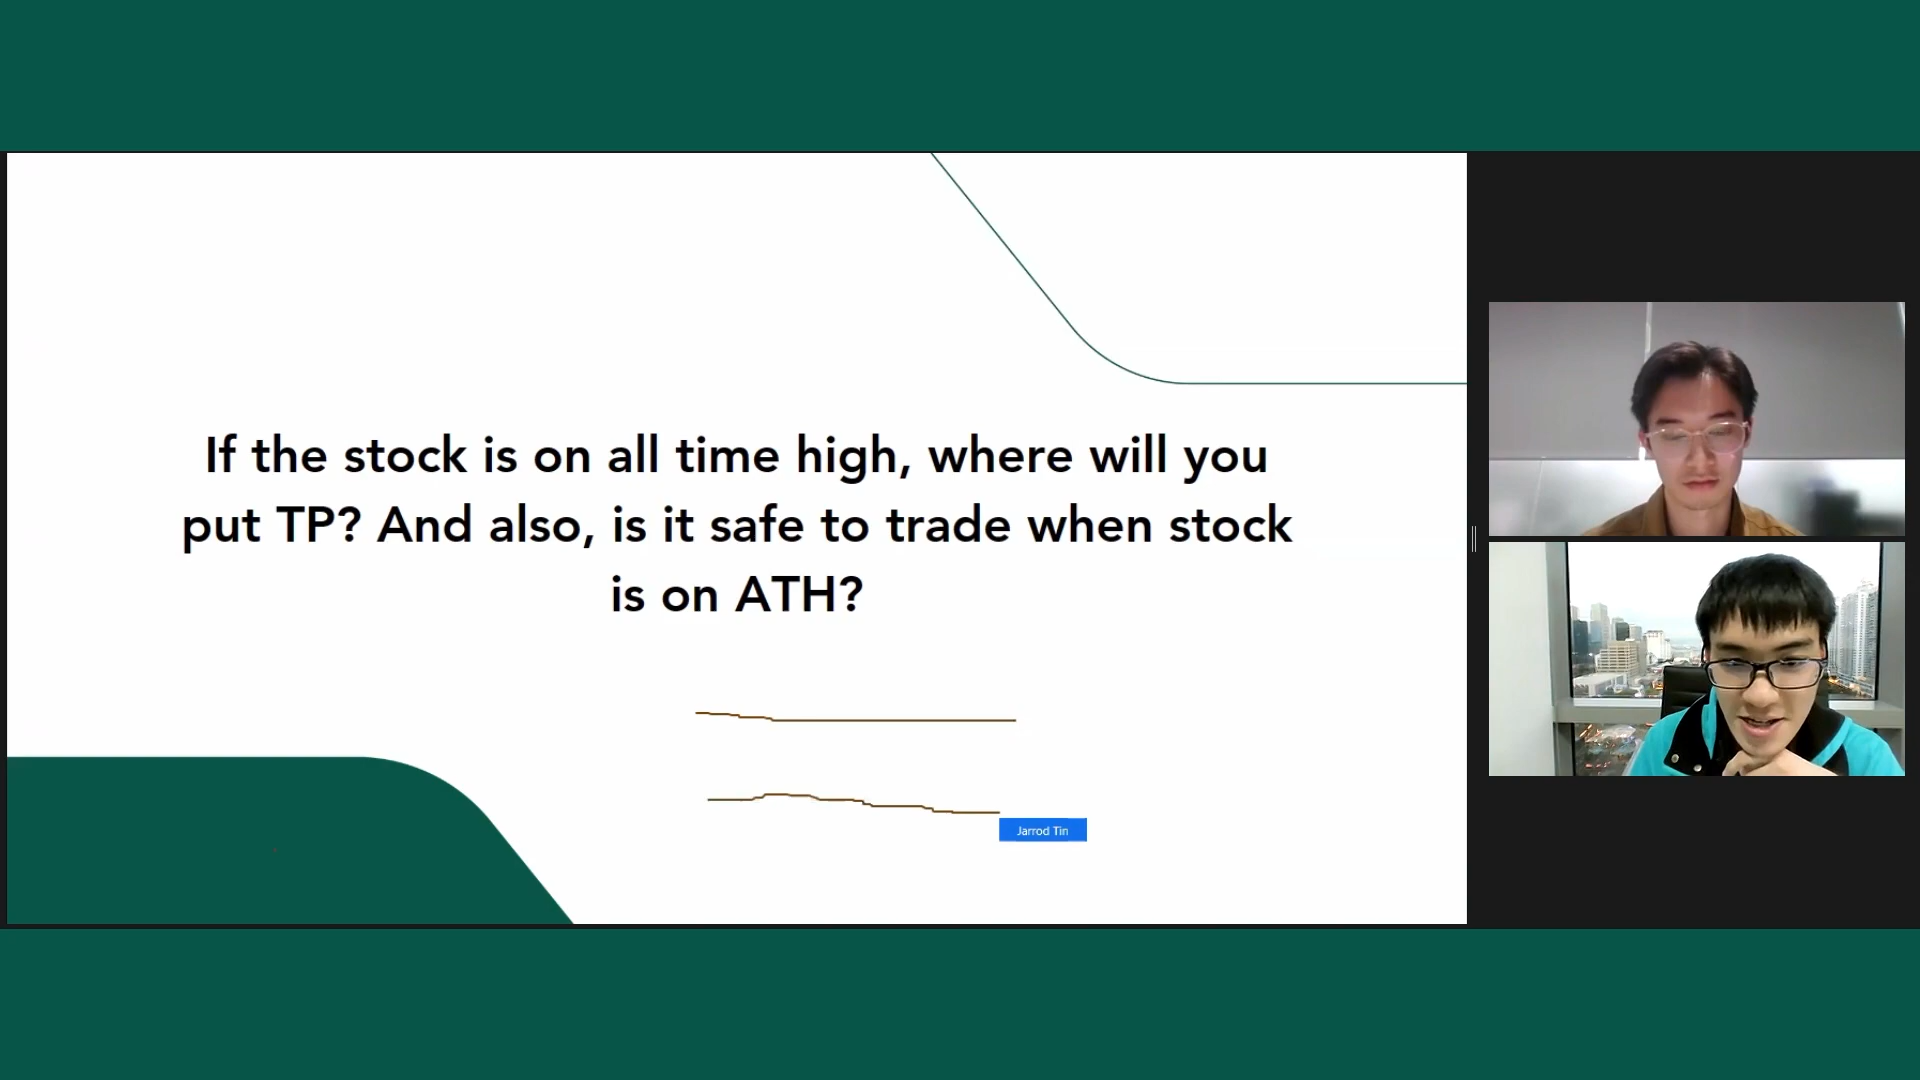 If the stock is on all time high, where will you
put TP? And also, is it safe to trade when stock
is on ATH?
Jarrod Tin